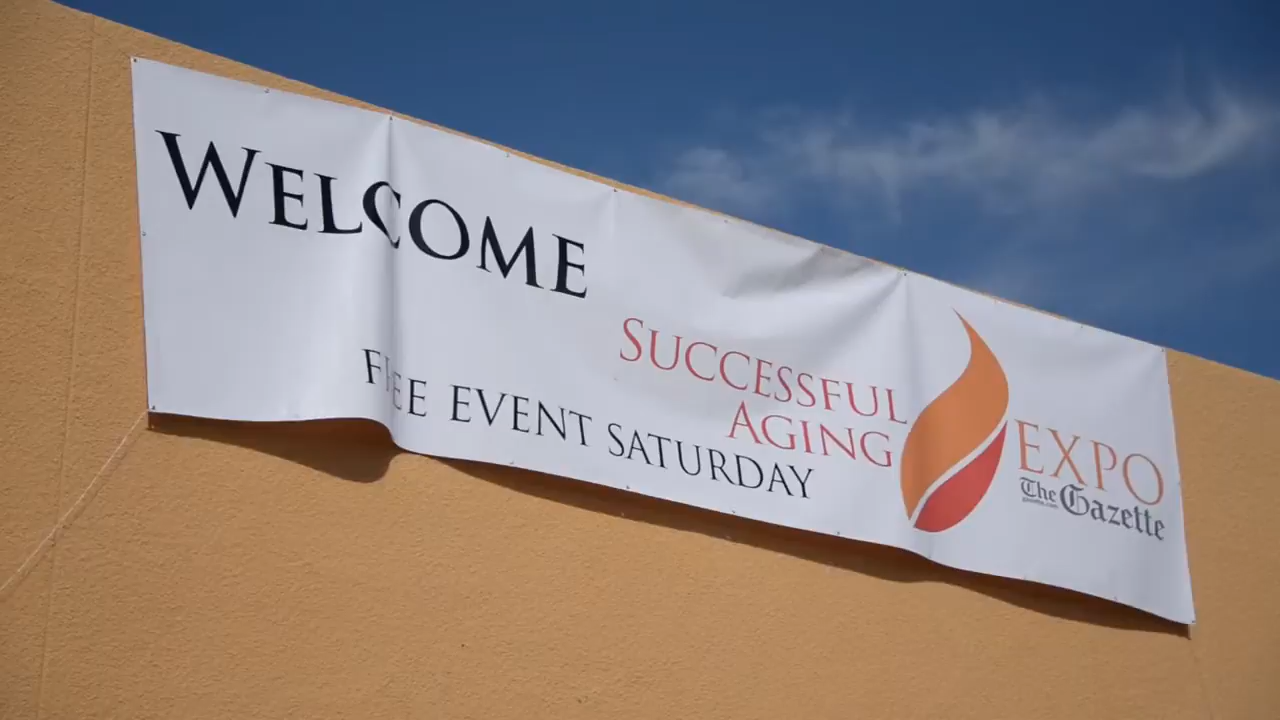 WELCOME
SUCCESSFUL
AGING
EXPO
The Gazette
FREE EVENT SATURDAY